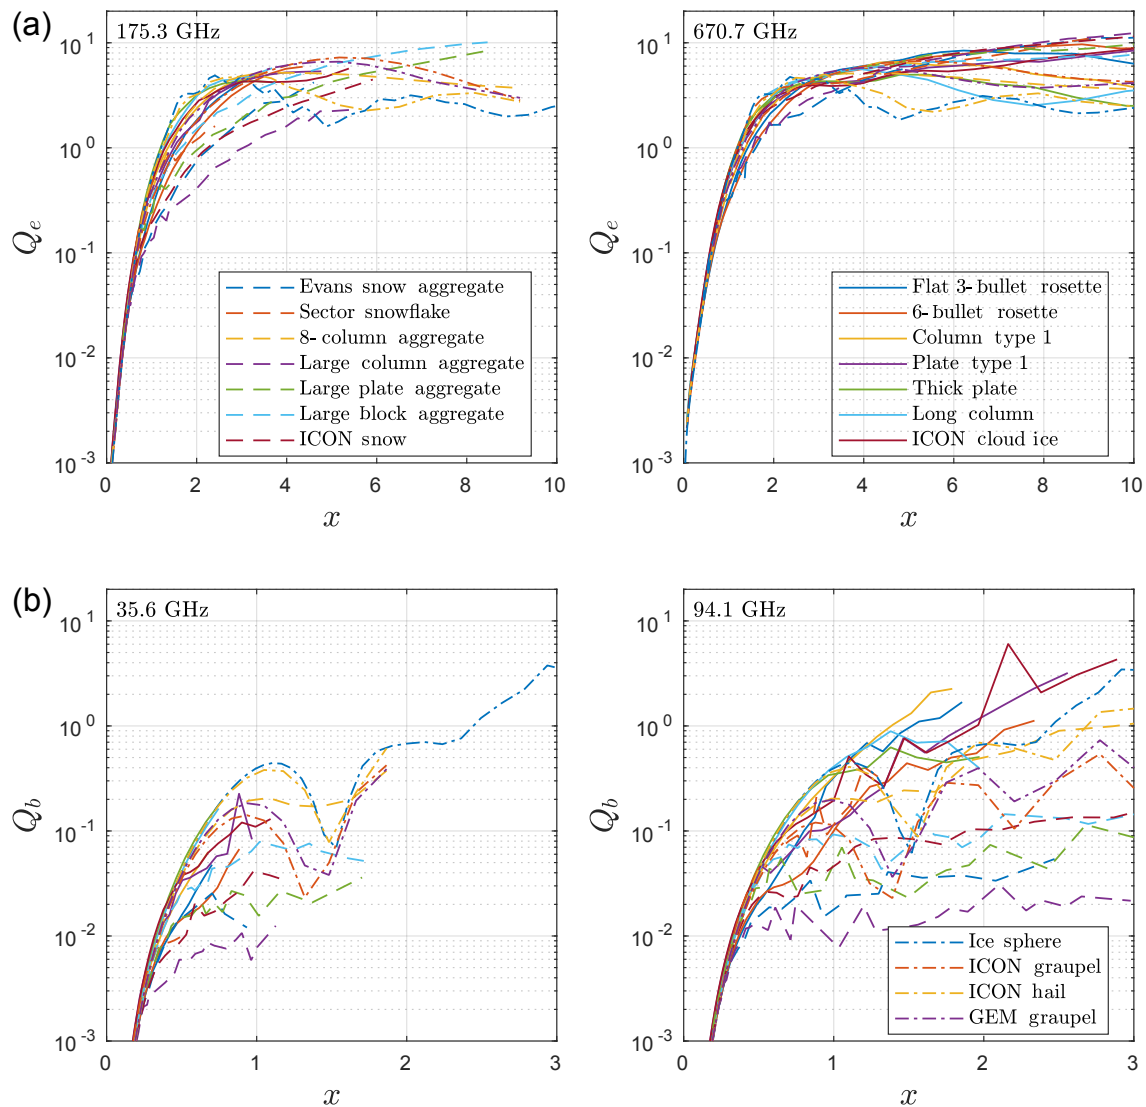 (a)
175.3 GHz
10^1
10^0
10^-1
10^-2
10^-3
Q_e
0 2 4 6 8 10
x
Evans snow aggregate
Sector snowflake
8-column aggregate
Large column aggregate
Large plate aggregate
Large block aggregate
ICON snow
670.7 GHz
10^1
10^0
10^-1
10^-2
10^-3
Q_e
0 2 4 6 8 10
x
Flat 3-bullet rosette
6-bullet rosette
Column type 1
Plate type 1
Thick plate
Long column
ICON cloud ice
(b)
35.6 GHz
10^1
10^0
10^-1
10^-2
10^-3
Q_b
0 1 2 3
x
94.1 GHz
10^1
10^0
10^-1
10^-2
10^-3
Q_b
0 1 2 3
x
Ice sphere
ICON graupel
ICON hail
GEM graupel